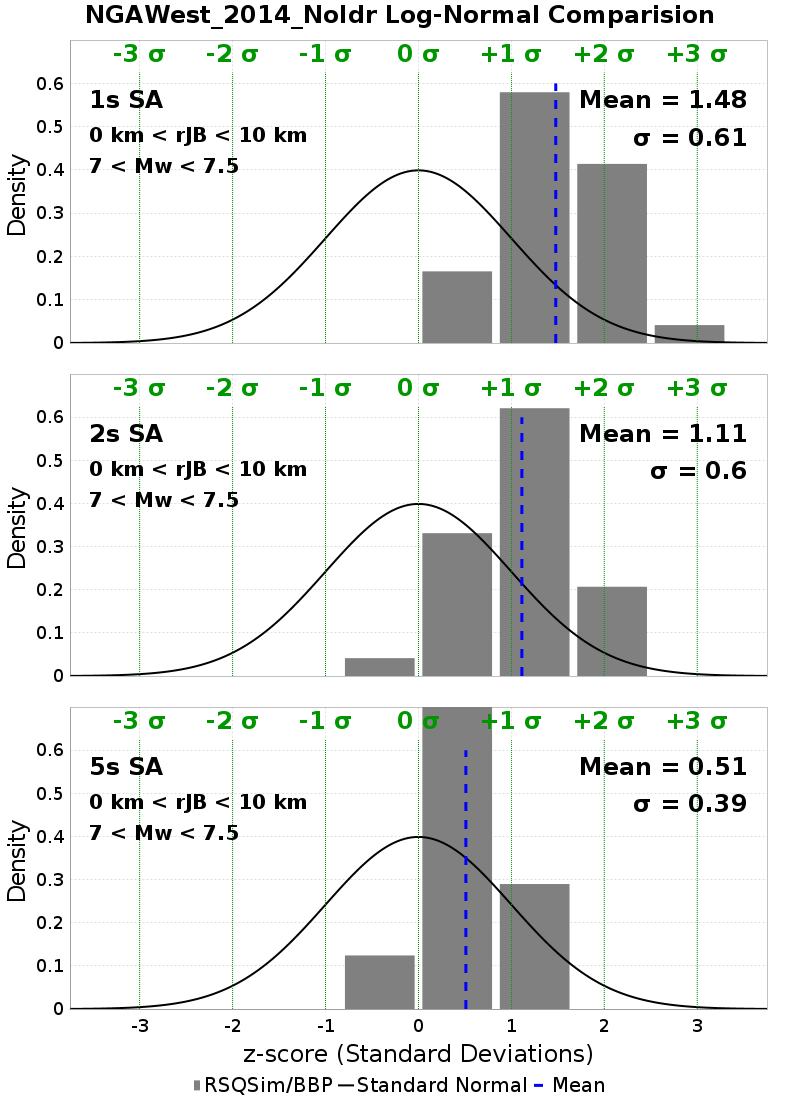 NGAWest_2014_NoIdr Log-Normal Comparision
-3 σ -2 σ -1 σ 0 σ +1 σ +2 σ +3 σ
1s SA
Mean = 1.48
0 km < rJB < 10 km
σ = 0.61
7 < Mw < 7.5
Density
0.6
0.5
0.4
0.3
0.2
0.1
0
-3 σ -2 σ -1 σ 0 σ +1 σ +2 σ +3 σ
2s SA
Mean = 1.11
0 km < rJB < 10 km
σ = 0.6
7 < Mw < 7.5
Density
0.6
0.5
0.4
0.3
0.2
0.1
0
-3 σ -2 σ -1 σ 0 σ +1 σ +2 σ +3 σ
5s SA
Mean = 0.51
0 km < rJB < 10 km
σ = 0.39
7 < Mw < 7.5
Density
0.6
0.5
0.4
0.3
0.2
0.1
0
-3 -2 -1 0 1 2 3
z-score (Standard Deviations)
RSQSim/BBP Standard Normal Mean